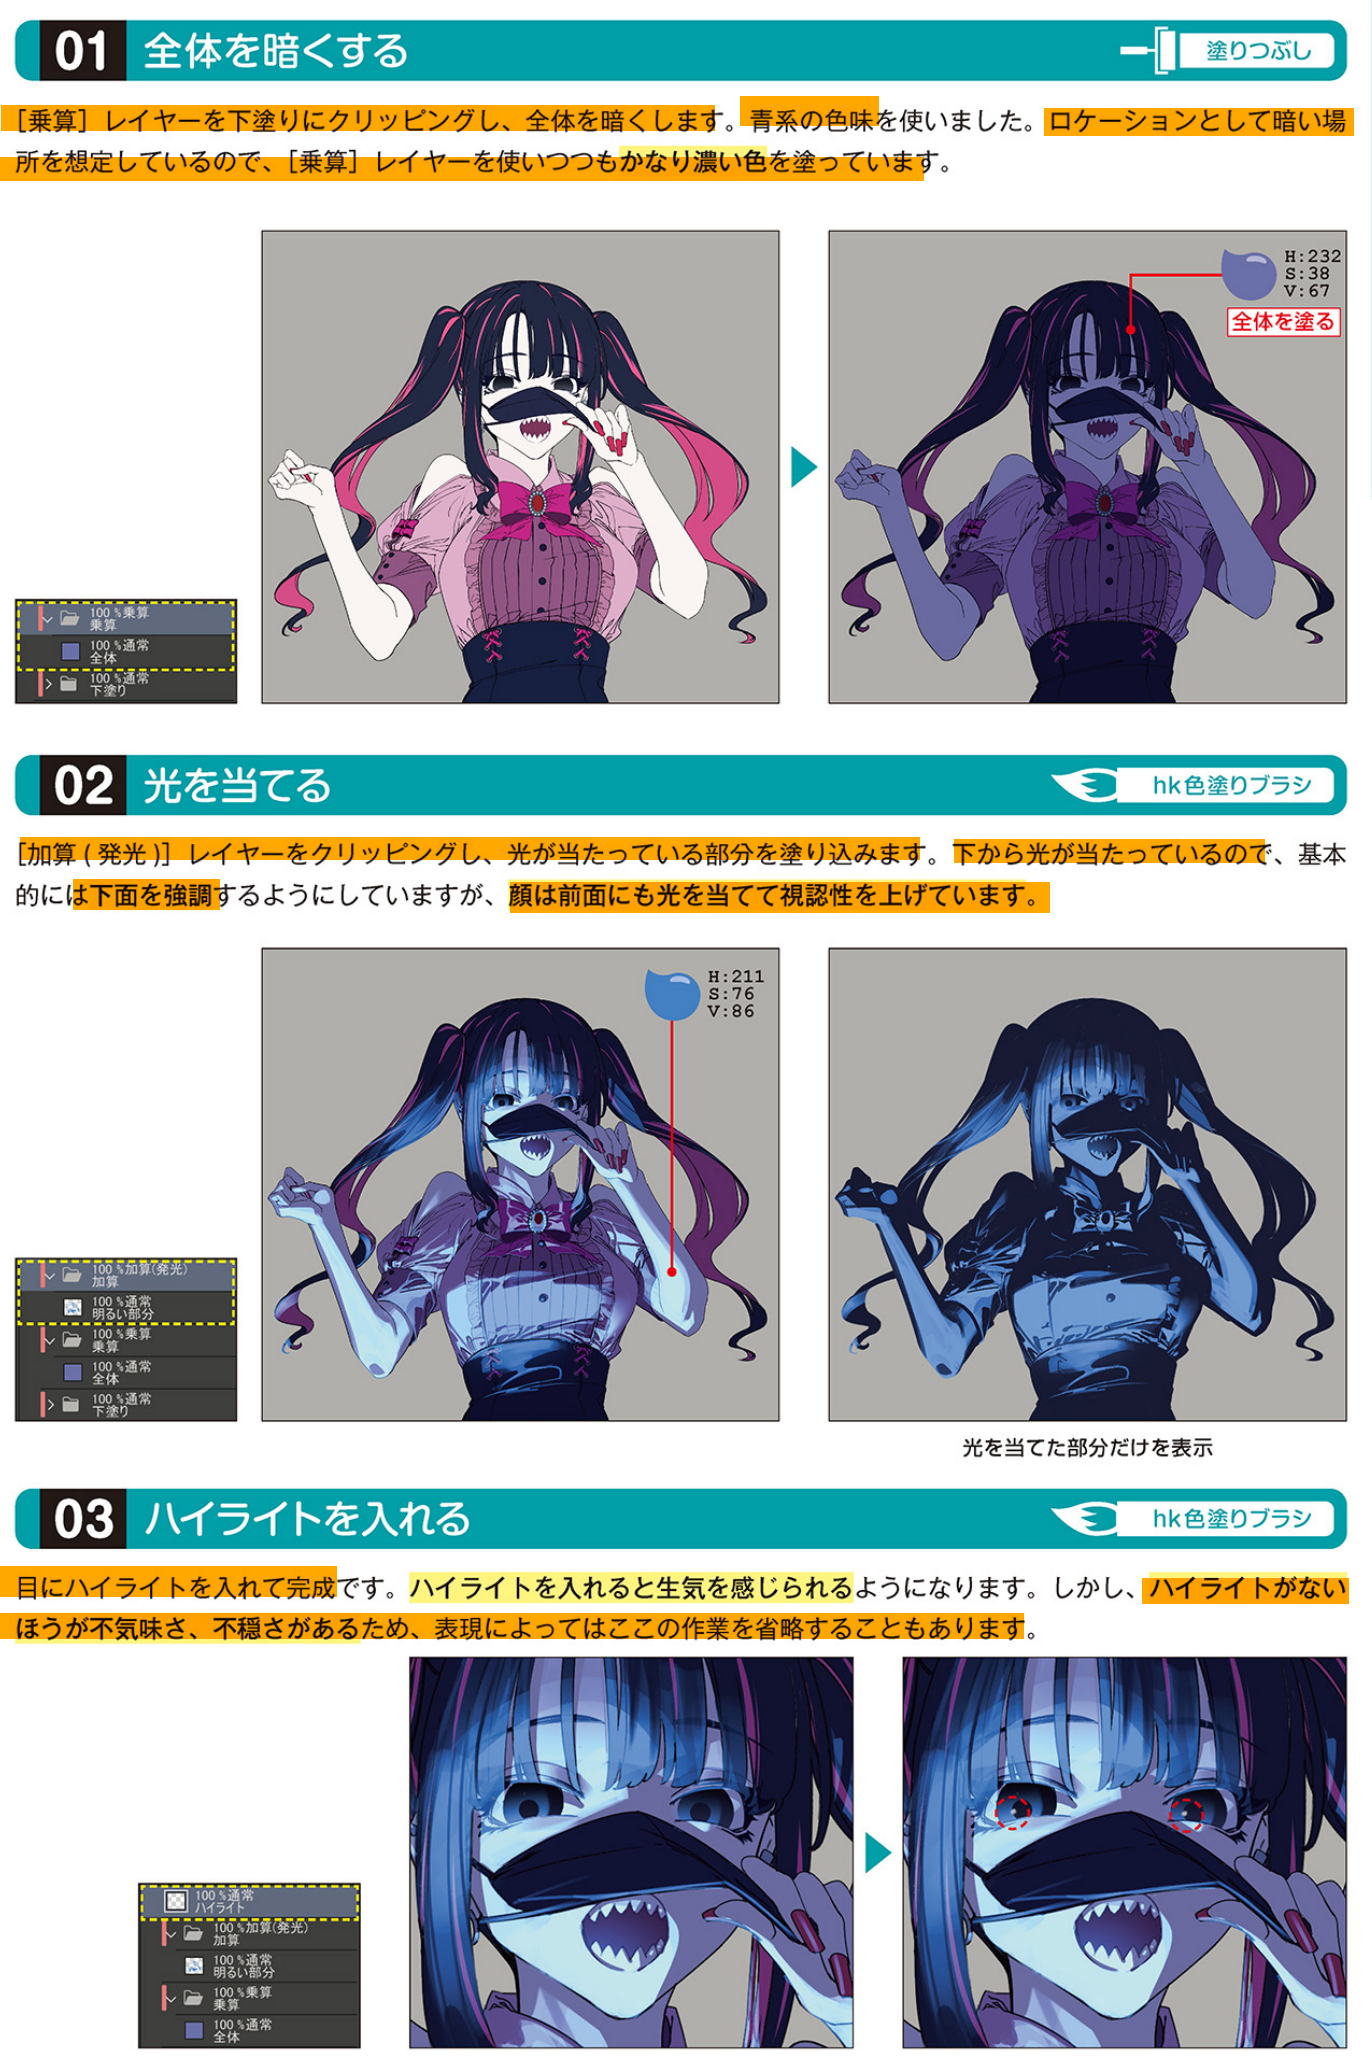 01 全体を暗くする 塗りつぶし
［乗算］レイヤーを下塗りにクリッピングし、全体を暗くします。青系の色味を使いました。ロケーションとして暗い場
所を想定しているので、［乗算］レイヤーを使いつつもかなり濃い色を塗っています。
H:232
S:38
V:67
全体を塗る
100 %乗算
乗算
100 %通常
全体
100 %通常
下塗り
02 光を当てる hk色塗りブラシ
［加算(発光)］レイヤーをクリッピングし、光が当たっている部分を塗り込みます。下から光が当たっているので、基本
的には下面を強調するようにしていますが、顔は前面にも光を当てて視認性を上げています。
H:211
S:76
V:86
100 %加算(発光)
加算
100 %通常
明るい部分
100 %乗算
乗算
100 %通常
全体
100 %通常
下塗り
光を当てた部分だけを表示
03 ハイライトを入れる hk色塗りブラシ
目にハイライトを入れて完成です。ハイライトを入れると生気を感じられるようになります。しかし、ハイライトがない
ほうが不気味さ、不穏さがあるため、表現によってはここの作業を省略することもあります。
100 %通常
ハイライト
100 %加算(発光)
加算
100 %通常
明るい部分
100 %乗算
乗算
100 %通常
全体